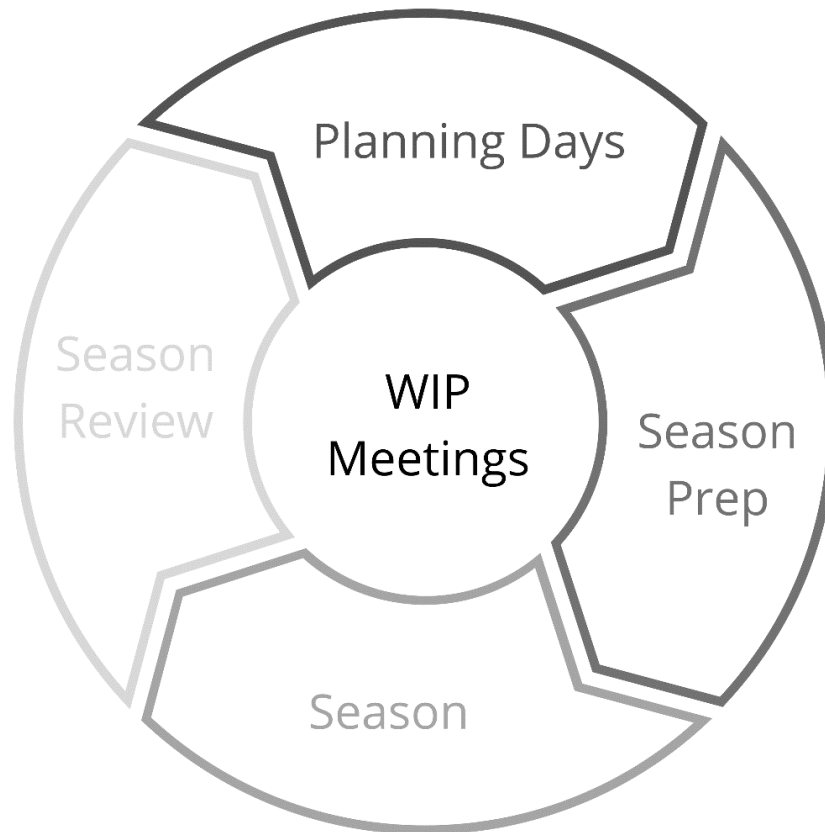 Planning Days
Season
Prep
Season
Season
Review
WIP
Meetings